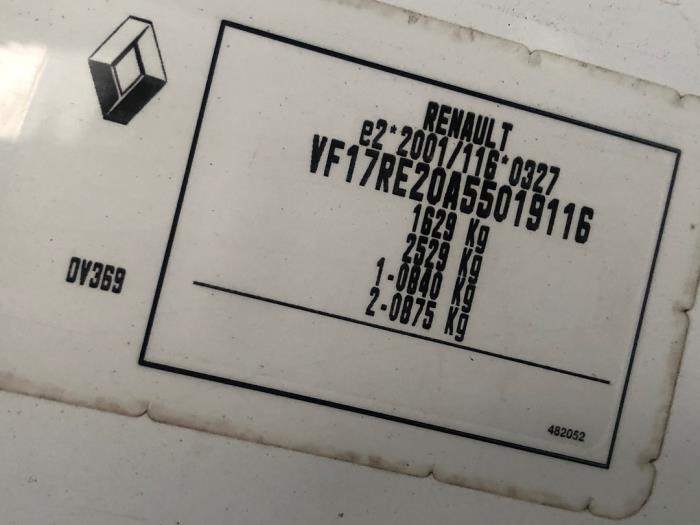 RENAULT
e2*2001/116*0327
VF17RE20A55019116
1629 Kg
2529 Kg
1-0840 kg
2-0875 kg
DV369
482052